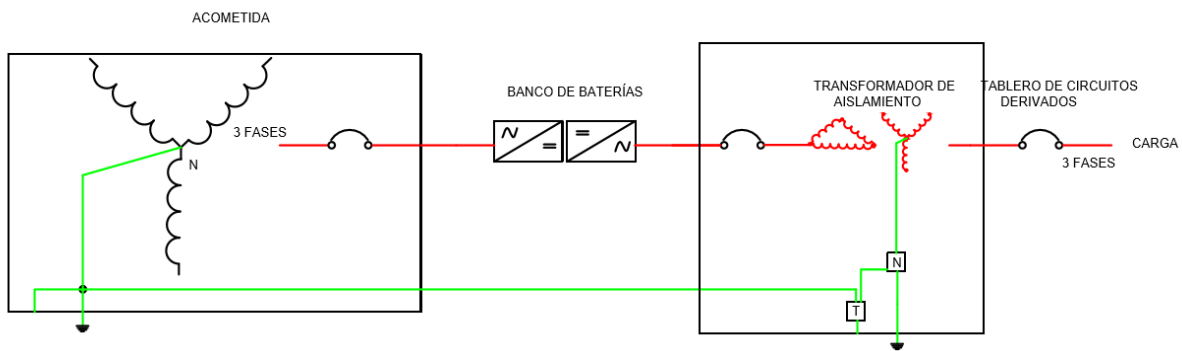 ACOMETIDA
3 FASES
N
BANCO DE BATERÍAS
TRANSFORMADOR DE
AISLAMIENTO
TABLERO DE CIRCUITOS
DERIVADOS
CARGA
3 FASES
N
T